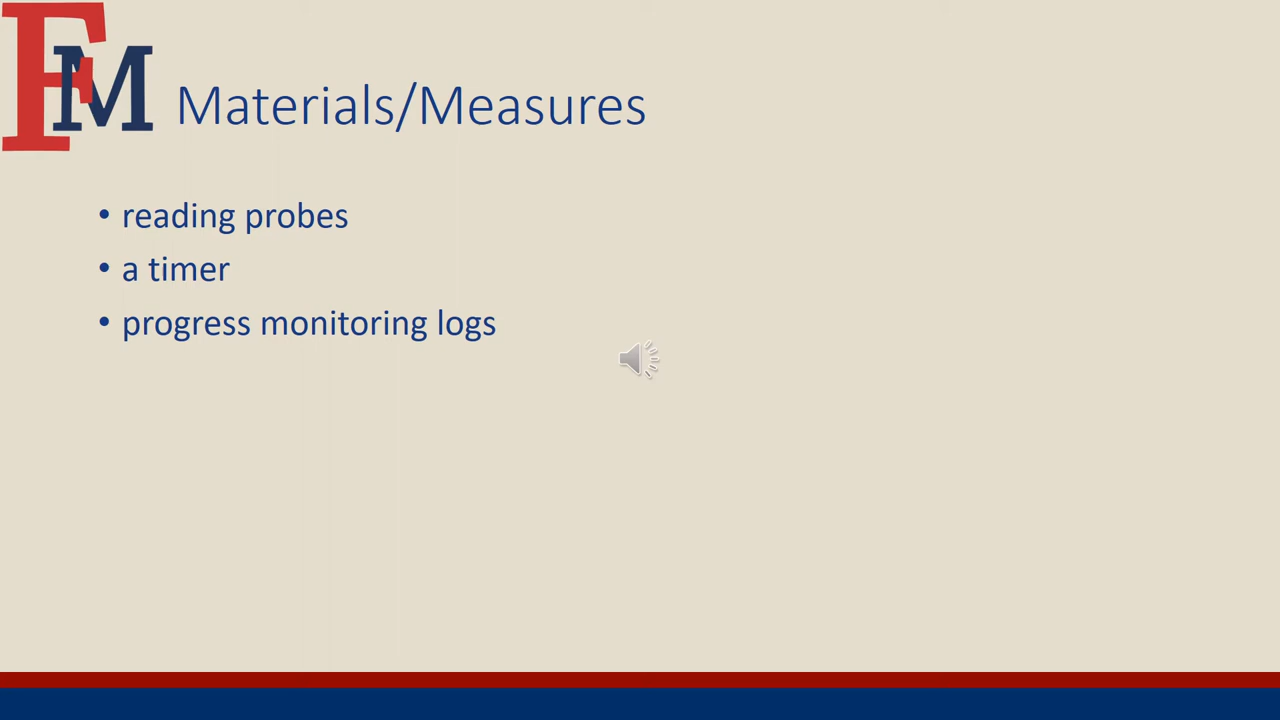 FM
Materials/Measures
• reading probes
• a timer
• progress monitoring logs